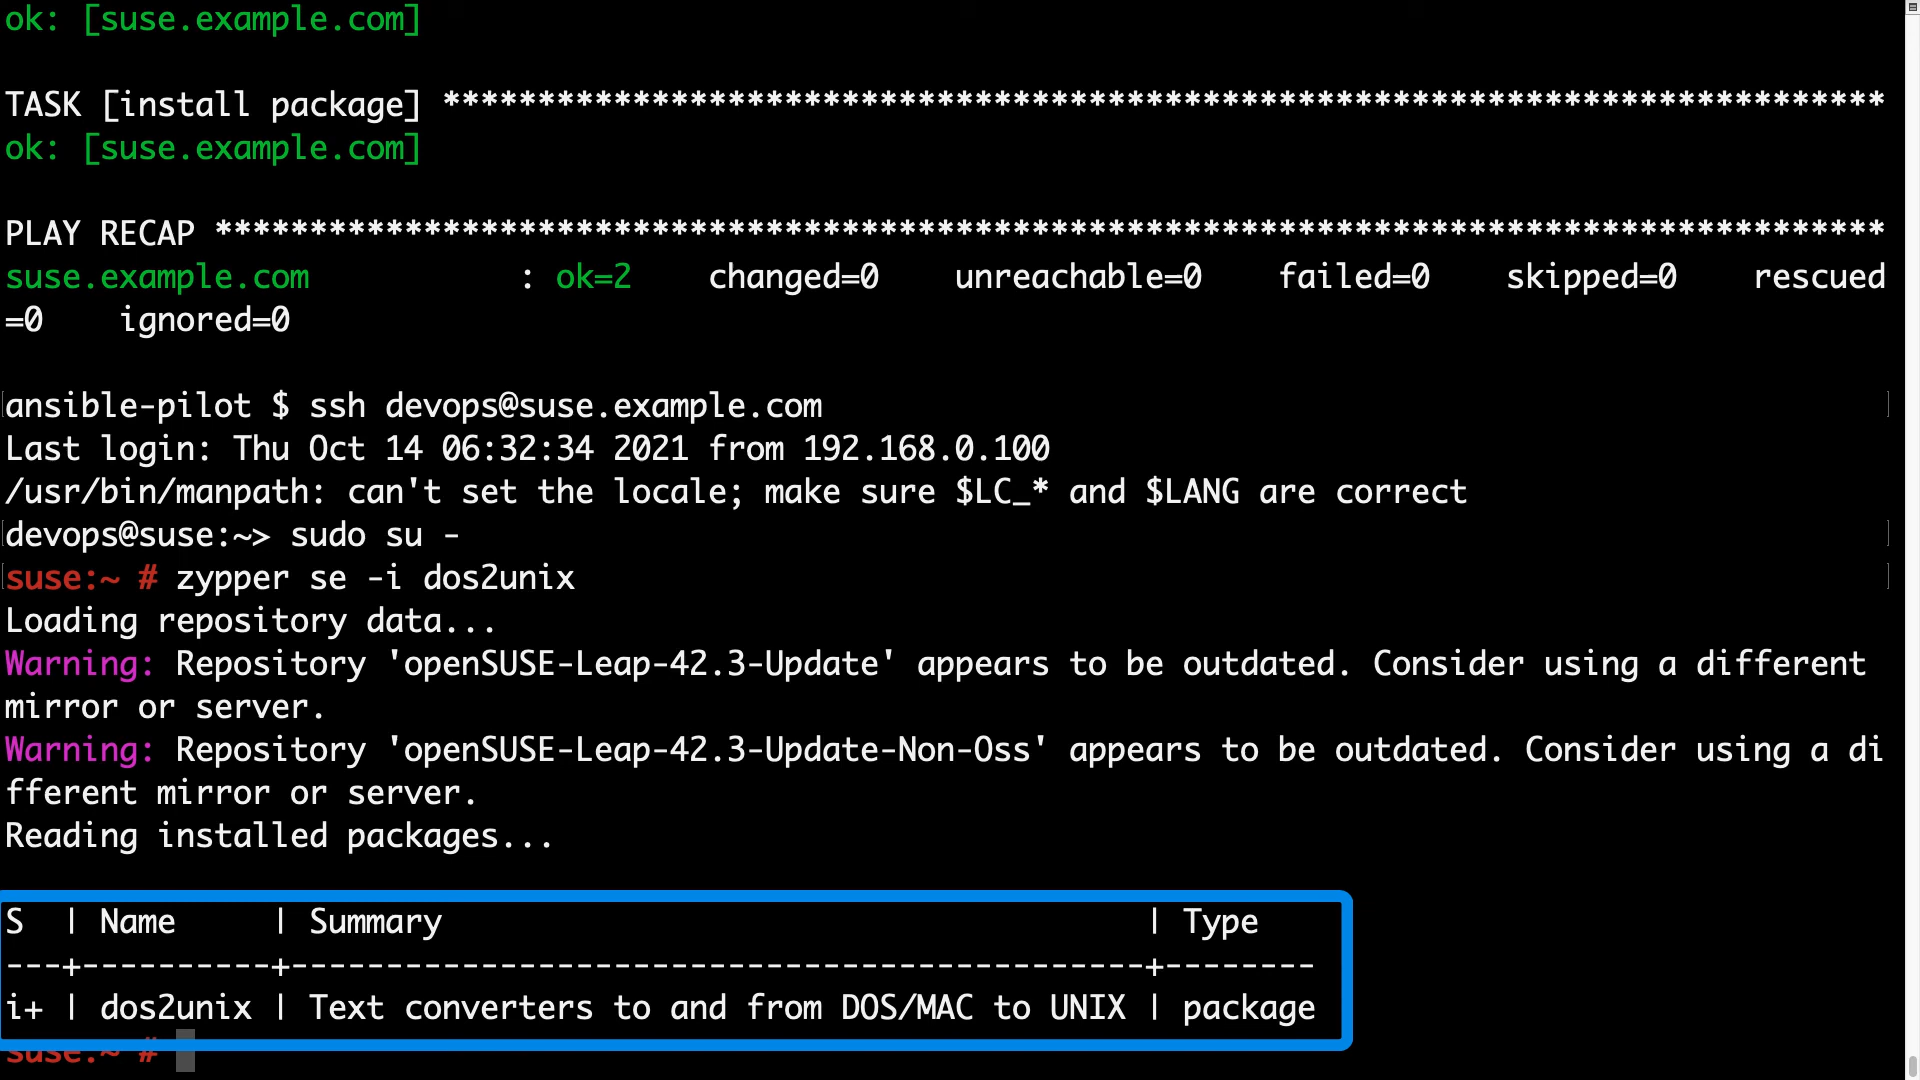 ok: [suse.example.com]
TASK [install package] ****************************************************************************
ok: [suse.example.com]
PLAY RECAP ****************************************************************************************
suse.example.com           : ok=2    changed=0    unreachable=0    failed=0    skipped=0    rescued
=0    ignored=0
ansible-pilot $ ssh devops@suse.example.com
Last login: Thu Oct 14 06:32:34 2021 from 192.168.0.100
/usr/bin/manpath: can't set the locale; make sure $LC_* and $LANG are correct
devops@suse:~> sudo su -
suse:~ # zypper se -i dos2unix
Loading repository data...
Warning: Repository 'openSUSE-Leap-42.3-Update' appears to be outdated. Consider using a different
mirror or server.
Warning: Repository 'openSUSE-Leap-42.3-Update-Non-Oss' appears to be outdated. Consider using a di
fferent mirror or server.
Reading installed packages...
S  | Name     | Summary                                     | Type
---+----------+---------------------------------------------+--------
i+ | dos2unix | Text converters to and from DOS/MAC to UNIX | package
suse:~ #